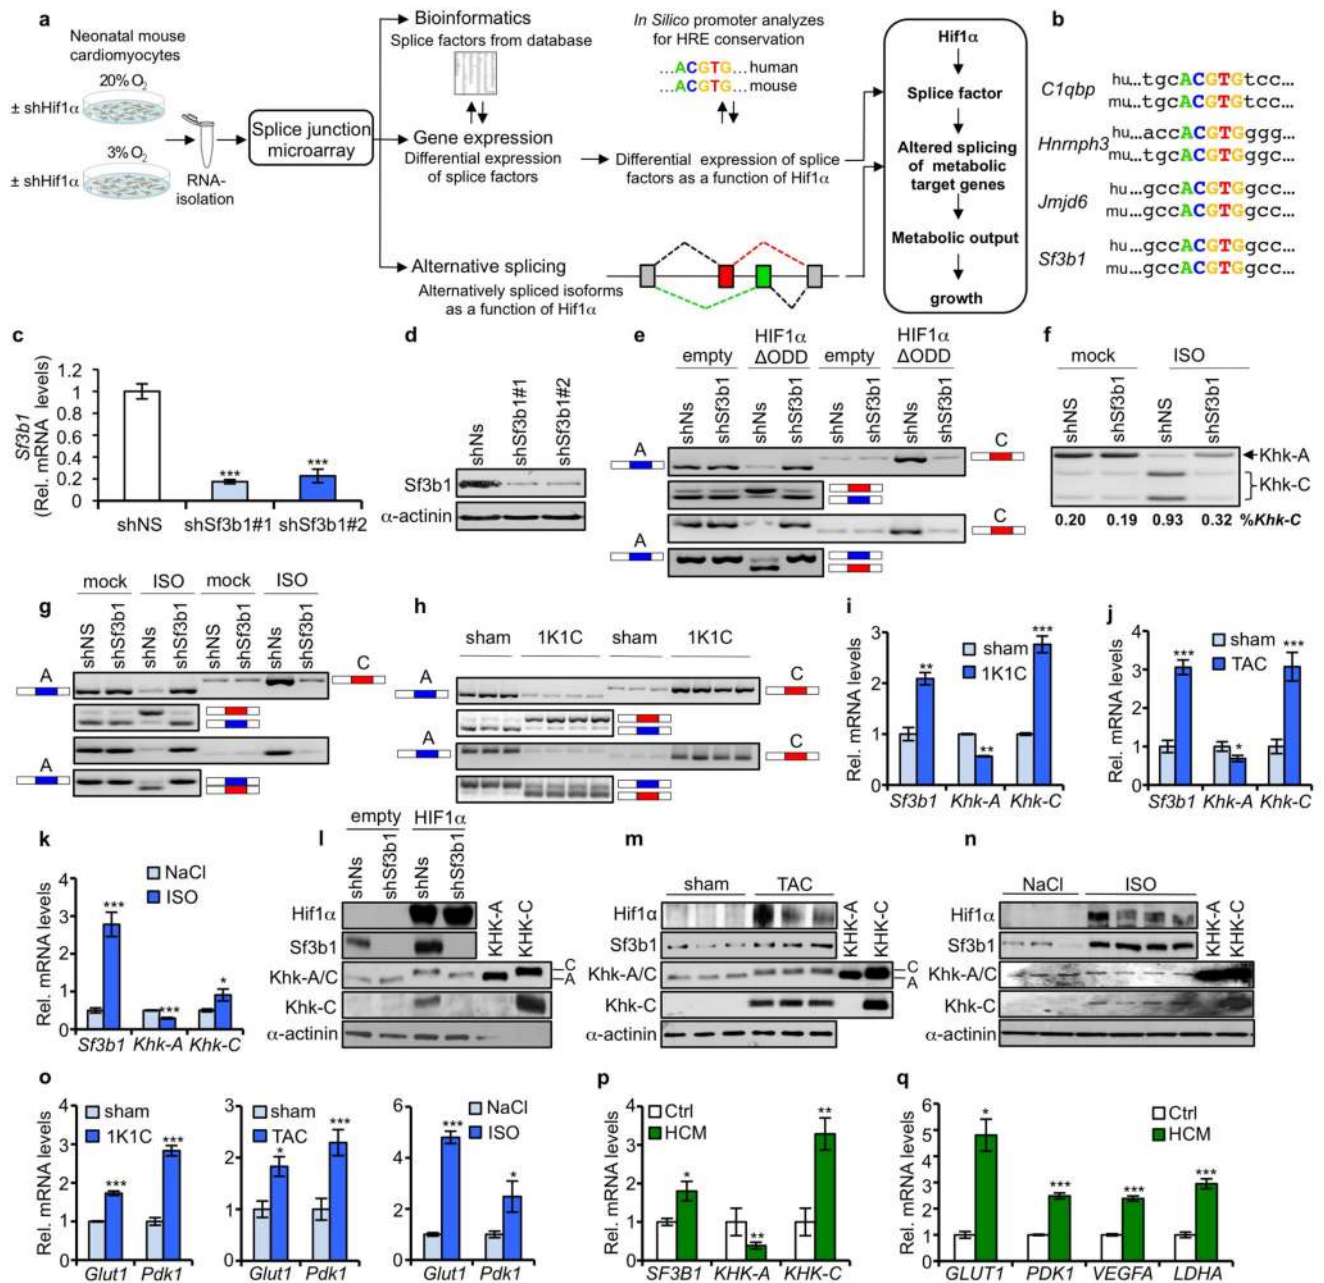 a
Neonatal mouse
cardiomyocytes
20% O2
± shHif1α
3% O2
± shHif1α
RNA-
isolation
Splice junction
microarray
Bioinformatics
Splice factors from database
Gene expression
Differential expression
of splice factors
Alternative splicing
Alternatively spliced isoforms
as a function of Hif1α
In Silico promoter analyzes
for HRE conservation
...ACGTG... human
...ACGTG... mouse
Differential expression of splice
factors as a function of Hif1α
Hif1α
Splice factor
Altered splicing
of metabolic
target genes
Metabolic output
growth
b
C1qbp
hu...tgcACGTGtcc...
mu...tgcACGTGtcc...
Hnrnph3
hu...accACGTGggg...
mu...tgcACGTGggg...
Jmjd6
hu...gccACGTGgcc...
mu...gccACGTGgcc...
Sf3b1
hu...gccACGTGgcc...
mu...gccACGTGgcc...
c
Sf3b1
(Rel. mRNA levels)
1.2
1
0.8
0.6
0.4
0.2
0
*** ***
shNS shSf3b1#1 shSf3b1#2
d
shNs shSf3b1#1 shSf3b1#2
Sf3b1
α-actinin
e
empty HIF1α ΔODD empty HIF1α ΔODD
shNs shSf3b1 shNs shSf3b1 shNs shSf3b1 shNs shSf3b1
A C
A C
f
mock ISO
shNS shSf3b1 shNS shSf3b1
Khk-A
Khk-C
0.20 0.19 0.93 0.32 %Khk-C
g
mock ISO mock ISO
shNS shSf3b1 shNs shSf3b1 shNS shSf3b1 shNs shSf3b1
A C
A
h
sham 1K1C sham 1K1C
A C
A C
i
Rel. mRNA levels
3
2
1
0
sham
1K1C
** ** ***
Sf3b1 Khk-A Khk-C
j
Rel. mRNA levels
4
3
2
1
0
sham
TAC
*** * ***
Sf3b1 Khk-A Khk-C
k
Rel. mRNA levels
4
3
2
1
0
NaCl
ISO
*** *** *
Sf3b1 Khk-A Khk-C
l
empty HIF1α
shNs shSf3b1 shNs shSf3b1 KHK-A KHK-C
Hif1α
Sf3b1
Khk-A/C C A
Khk-C
α-actinin
m
sham TAC KHK-A KHK-C
Hif1α
Sf3b1
Khk-A/C C A
Khk-C
α-actinin
n
NaCl ISO KHK-A KHK-C
Hif1α
Sf3b1
Khk-A/C
Khk-C
α-actinin
o
Rel. mRNA levels
4
3
2
1
0
sham
1K1C
*** ***
Glut1 Pdk1
3
2
1
0
sham
TAC
* ***
Glut1 Pdk1
6
4
2
0
NaCl
ISO
*** *
Glut1 Pdk1
p
Rel. mRNA levels
4
3
2
1
0
Ctrl
HCM
* ** **
SF3B1 KHK-A KHK-C
q
Rel. mRNA levels
6
5
4
3
2
1
0
Ctrl
HCM
* *** *** ***
GLUT1 PDK1 VEGFA LDHA